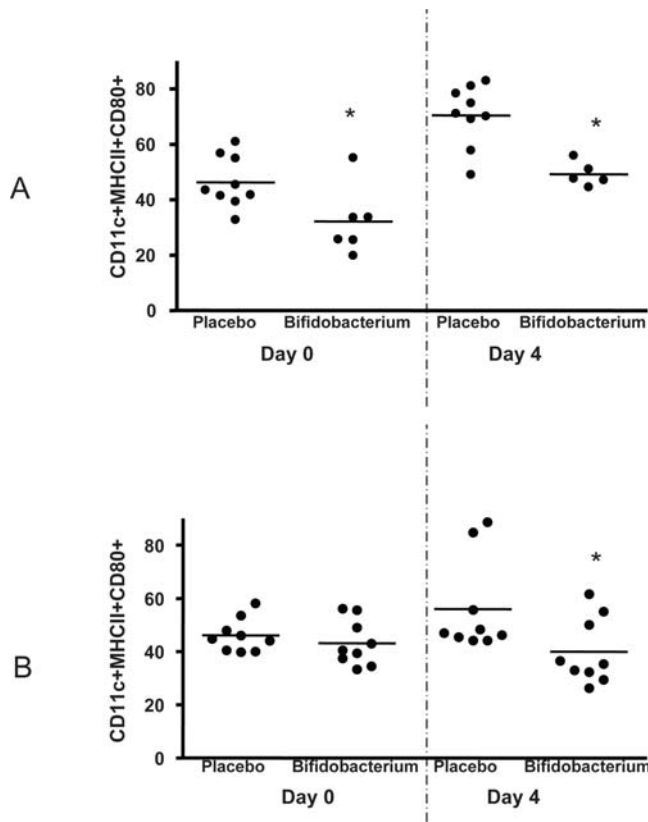 A
CD11c+MHCII+CD80+
80
60
40
20
0
*
*
Placebo Bifidobacterium Placebo Bifidobacterium
Day 0 Day 4
B
CD11c+MHCII+CD80+
80
60
40
20
0
*
Placebo Bifidobacterium Placebo Bifidobacterium
Day 0 Day 4